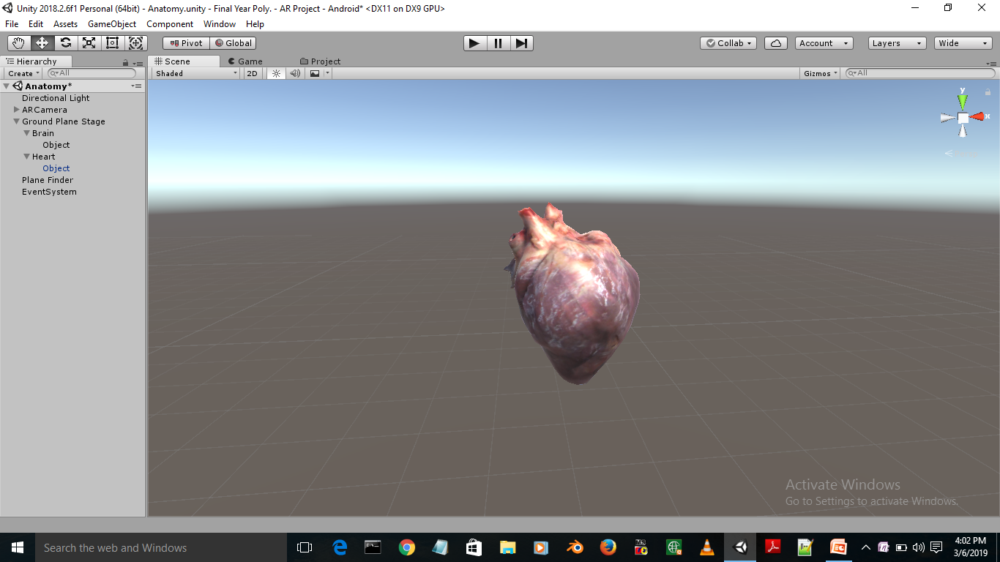 Unity 2018.2.6f1 Personal (64bit) - Anatomy.unity - Final Year Poly. - AR Project - Android* <DX11 on DX9 GPU>
File Edit Assets GameObject Component Window Help
Pivot Global Collab Account Layers Wide
Hierarchy Scene Game Project
Create All Shaded 2D Gizmos All
Anatomy*
Directional Light
ARCamera
Ground Plane Stage
Brain
Object
Heart
Object
Plane Finder
EventSystem
y
x
Activate Windows
Go to Settings to activate Windows.
Search the web and Windows
4:02 PM
3/6/2019